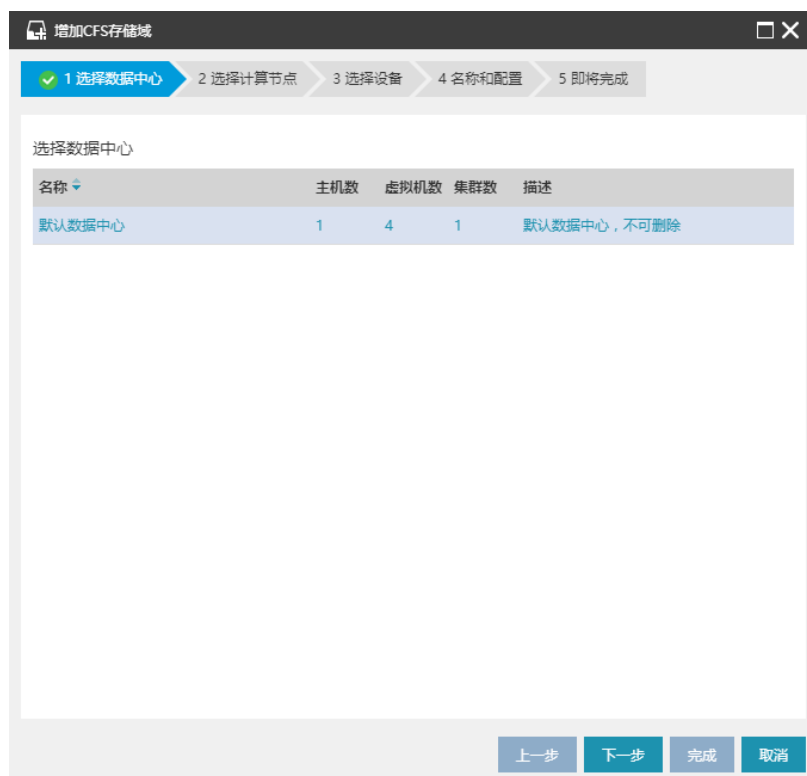 增加CFS存储域
1 选择数据中心 2 选择计算节点 3 选择设备 4 名称和配置 5 即将完成
选择数据中心
名称 主机数 虚拟机数 集群数 描述
默认数据中心 1 4 1 默认数据中心，不可删除
上一步 下一步 完成 取消